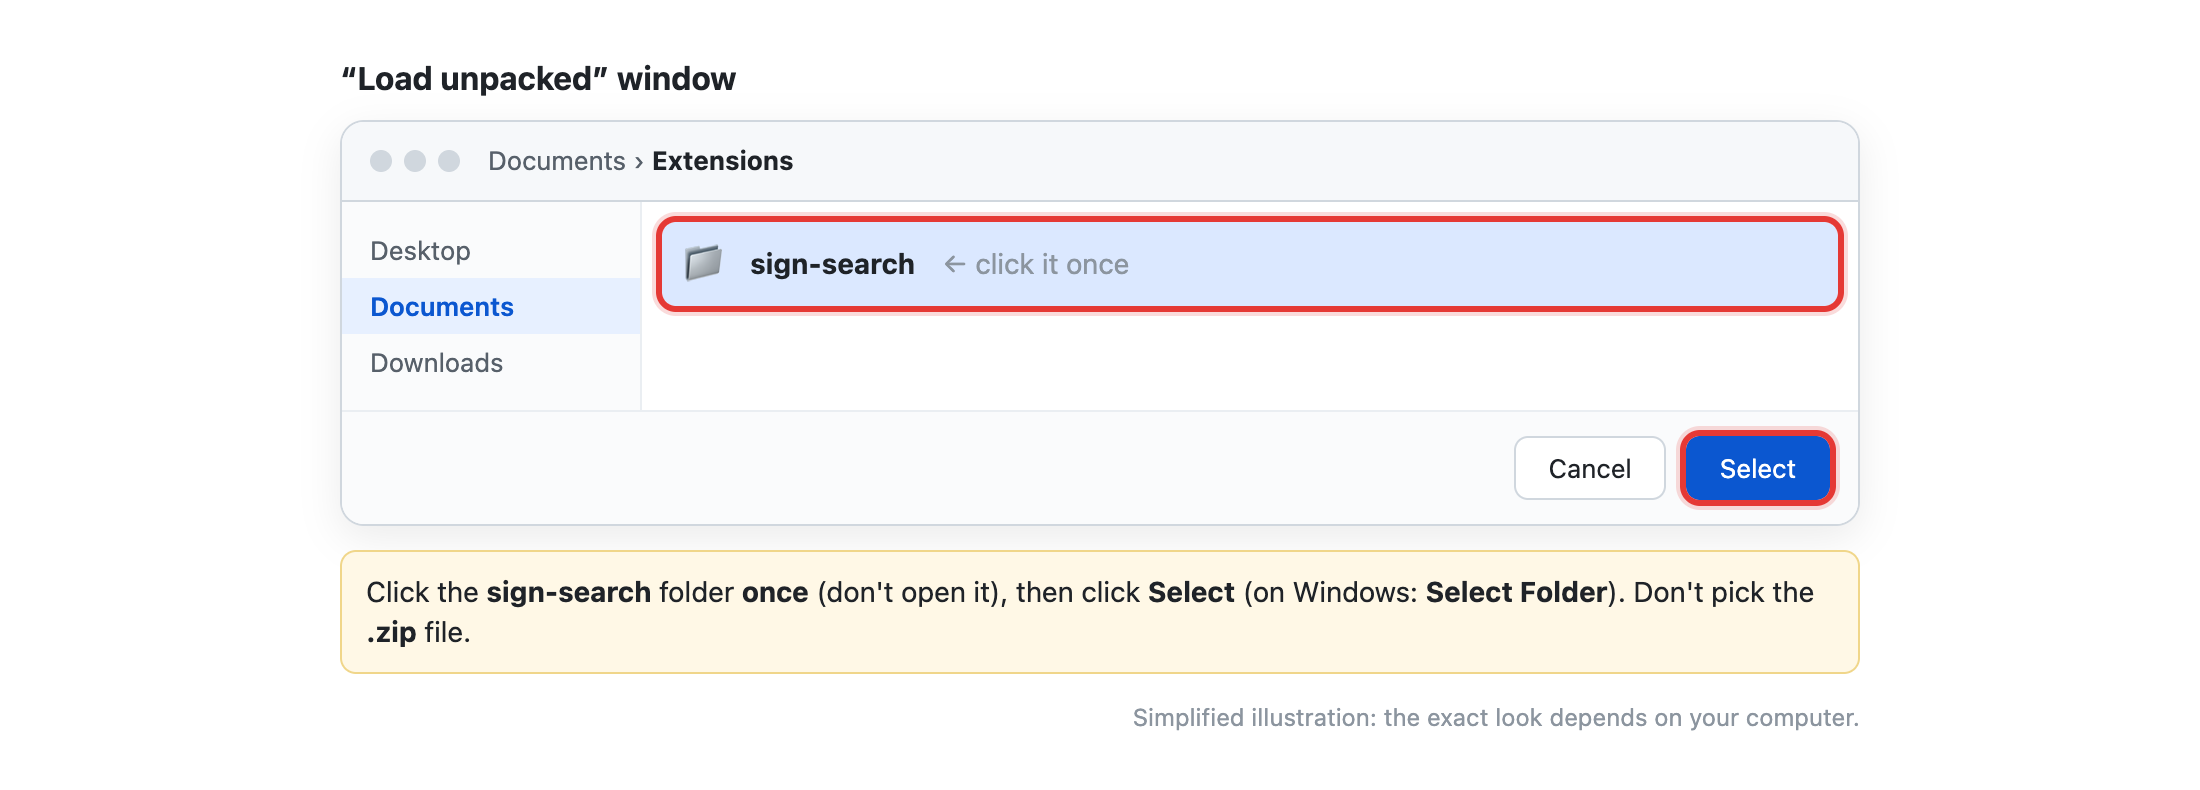 “Load unpacked” window
Documents › Extensions
Desktop
Documents
Downloads
sign-search ← click it once
Cancel
Select
Click the sign-search folder once (don't open it), then click Select (on Windows: Select Folder). Don't pick the
.zip file.
Simplified illustration: the exact look depends on your computer.